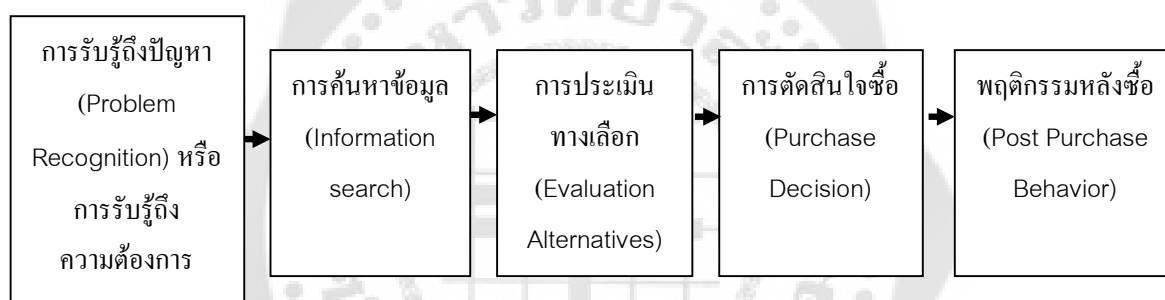 การรับรู้ถึงปัญหา
(Problem
Recognition) หรือ
การรับรู้ถึง
ความต้องการ
การค้นหาข้อมูล
(Information
search)
การประเมิน
ทางเลือก
(Evaluation
Alternatives)
การตัดสินใจซื้อ
(Purchase
Decision)
พฤติกรรมหลังซื้อ
(Post Purchase
Behavior)